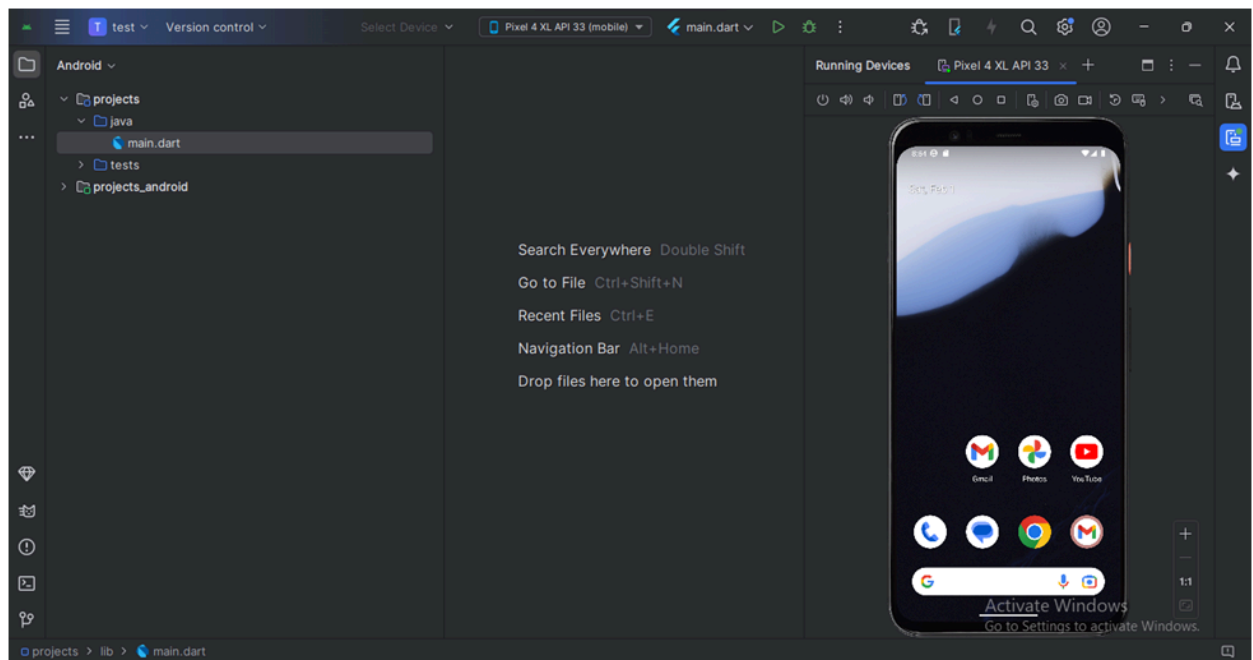 T test Version control Select Device Pixel 4 XL API 33 (mobile) main.dart
Android
Running Devices Pixel 4 XL API 33
projects
java
main.dart
tests
projects_android
Search Everywhere Double Shift
Go to File Ctrl+Shift+N
Recent Files Ctrl+E
Navigation Bar Alt+Home
Drop files here to open them
Gmail Photos YouTube
1:1
Activate Windows
Go to Settings to activate Windows.
projects > lib > main.dart